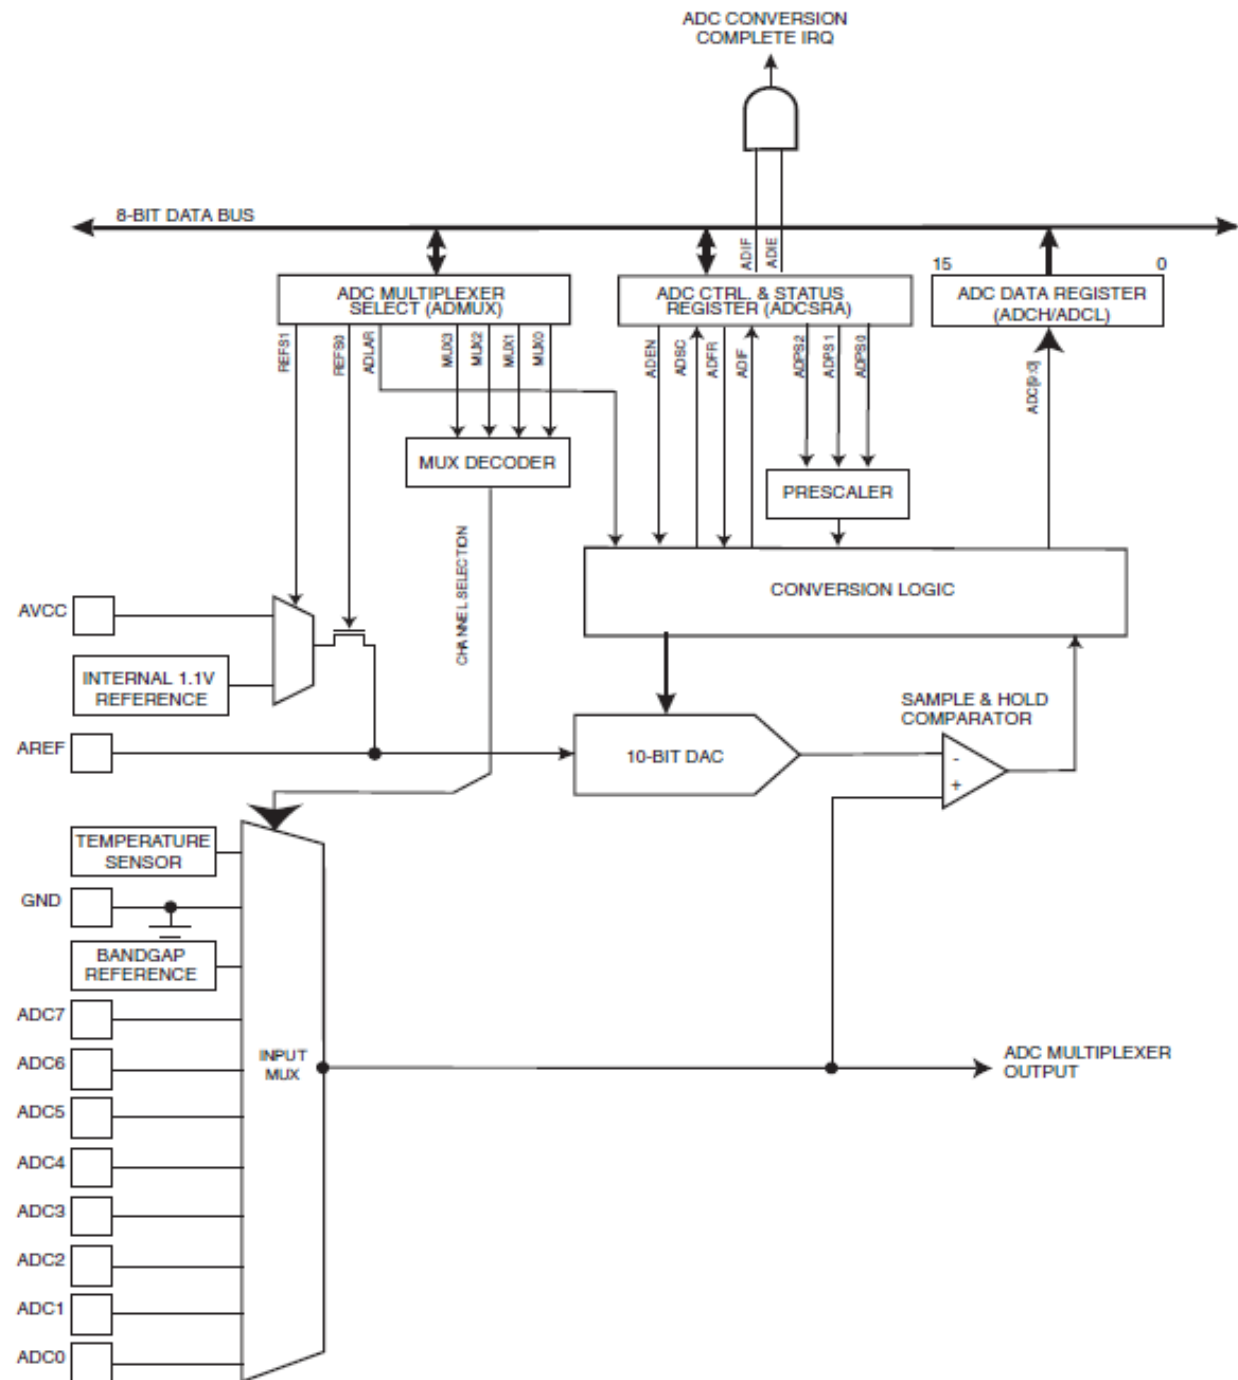 ADC CONVERSION
COMPLETE IRQ
8-BIT DATA BUS
ADIF
ADIE
15
0
ADC MULTIPLEXER
SELECT (ADMUX)
ADC CTRL. & STATUS
REGISTER (ADCSRA)
ADC DATA REGISTER
(ADCH/ADCL)
REFS1
REFS0
ADLAR
MUX3
MUX2
MUX1
MUX0
ADEN
ADSC
ADFR
ADIF
ADPS2
ADPS1
ADPS0
ADC[9:0]
MUX DECODER
PRESCALER
CHANNEL SELECTION
CONVERSION LOGIC
AVCC
INTERNAL 1.1V
REFERENCE
SAMPLE & HOLD
COMPARATOR
AREF
10-BIT DAC
-
+
TEMPERATURE
SENSOR
GND
BANDGAP
REFERENCE
ADC7
ADC6
INPUT
MUX
ADC MULTIPLEXER
OUTPUT
ADC5
ADC4
ADC3
ADC2
ADC1
ADC0